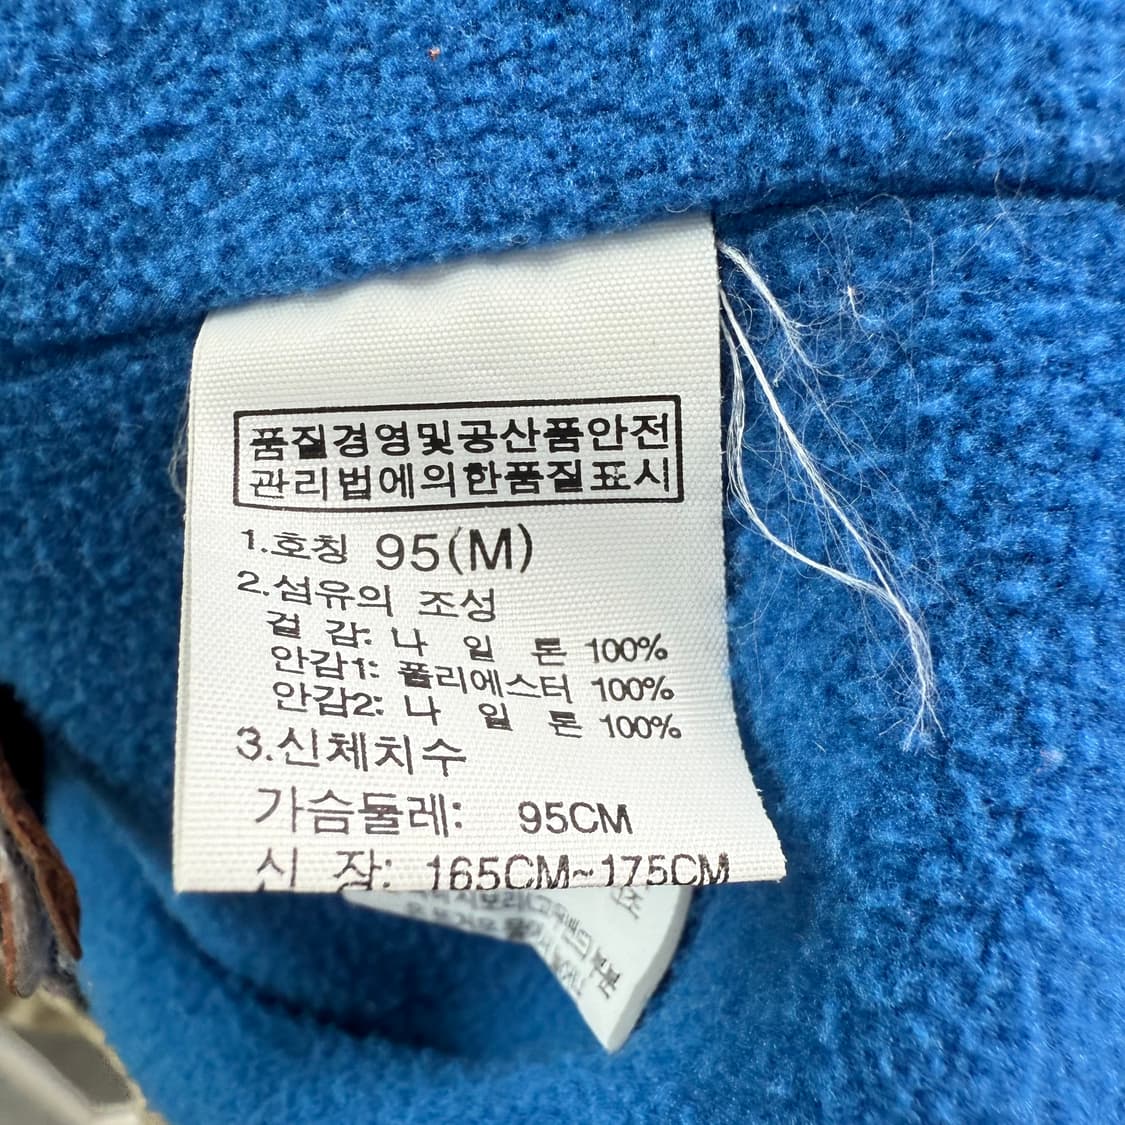 품질경영및공산품안전
관리법에의한품질표시
1.호칭 95(M)
2.섬유의 조성
겉 감: 나 일 론 100%
안감1: 폴리에스터 100%
안감2: 나 일 론 100%
3.신체치수
가슴둘레: 95CM
신 장: 165CM~175CM